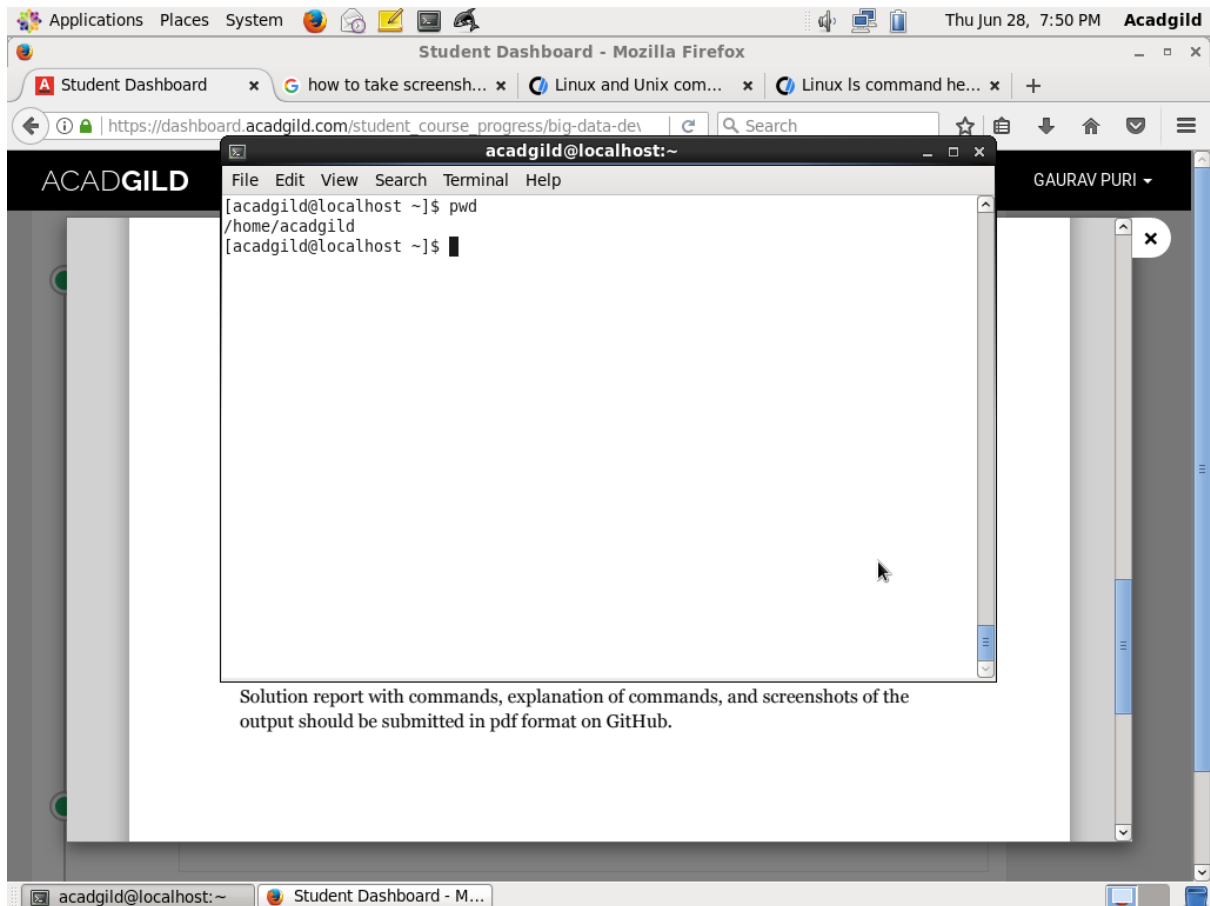 Applications Places System Thu Jun 28, 7:50 PM Acadgild
Student Dashboard - Mozilla Firefox
Student Dashboard how to take screensh... Linux and Unix com... Linux ls command he...
https://dashboard.acadgild.com/student_course_progress/big-data-dev Search
acadgild@localhost:~
ACADGILD GAURAV PURI
File Edit View Search Terminal Help
[acadgild@localhost ~]$ pwd
/home/acadgild
[acadgild@localhost ~]$
Solution report with commands, explanation of commands, and screenshots of the
output should be submitted in pdf format on GitHub.
acadgild@localhost:~ Student Dashboard - M...